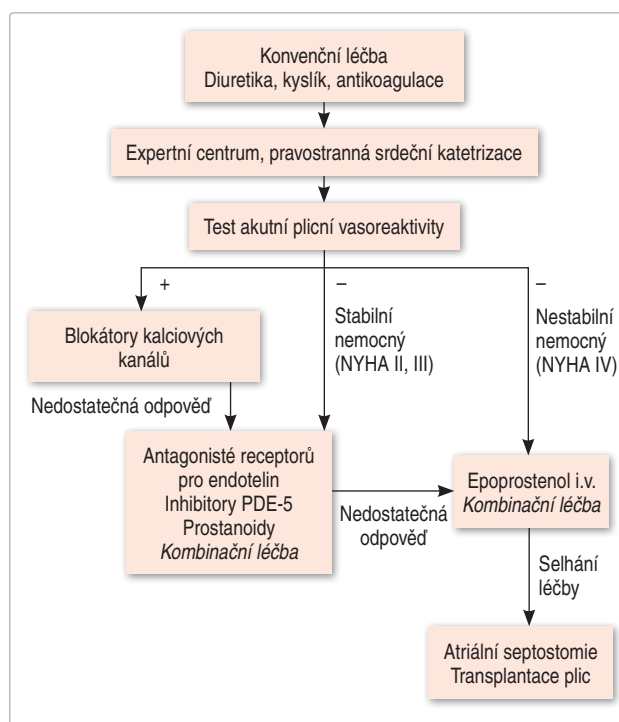 Konvenční léčba
Diuretika, kyslík, antikoagulace
Expertní centrum, pravostranná srdeční katetrizace
Test akutní plicní vasoreaktivity
+
–
–
Blokátory kalciových
kanálů
Stabilní
nemocný
(NYHA II, III)
Nestabilní
nemocný
(NYHA IV)
Nedostatečná odpověď
Antagonisté receptorů
pro endotelin
Inhibitory PDE-5
Prostanoidy
Kombinační léčba
Nedostatečná
odpověď
Epoprostenol i.v.
Kombinační léčba
Selhání
léčby
Atriální septostomie
Transplantace plic